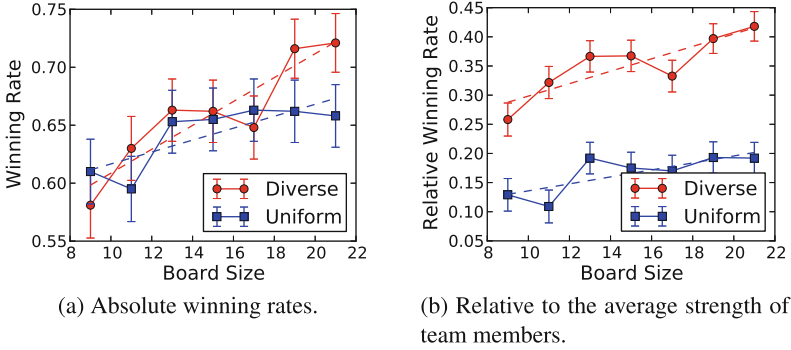 0.75
0.70
0.65
0.60
0.55
Winning Rate
8 10 12 14 16 18 20 22
Board Size
Diverse
Uniform
(a) Absolute winning rates.
0.45
0.40
0.35
0.30
0.25
0.20
0.15
0.10
0.05
Relative Winning Rate
8 10 12 14 16 18 20 22
Board Size
Diverse
Uniform
(b) Relative to the average strength of
team members.